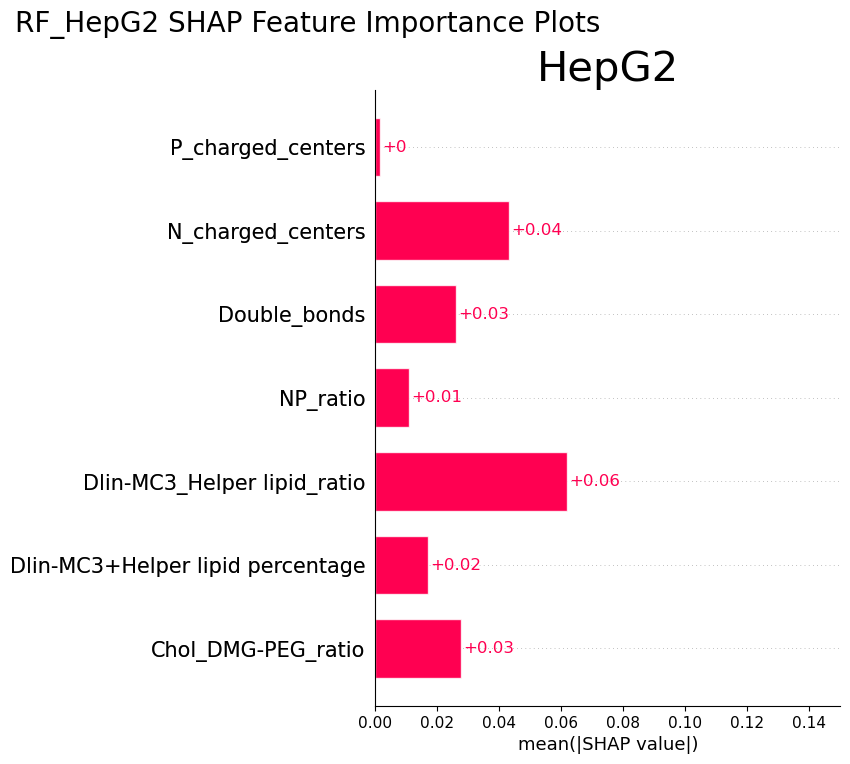 RF_HepG2 SHAP Feature Importance Plots
HepG2
P_charged_centers
+0
N_charged_centers
+0.04
Double_bonds
+0.03
NP_ratio
+0.01
Dlin-MC3_Helper lipid_ratio
+0.06
Dlin-MC3+Helper lipid percentage
+0.02
Chol_DMG-PEG_ratio
+0.03
0.00 0.02 0.04 0.06 0.08 0.10 0.12 0.14
mean(|SHAP value|)